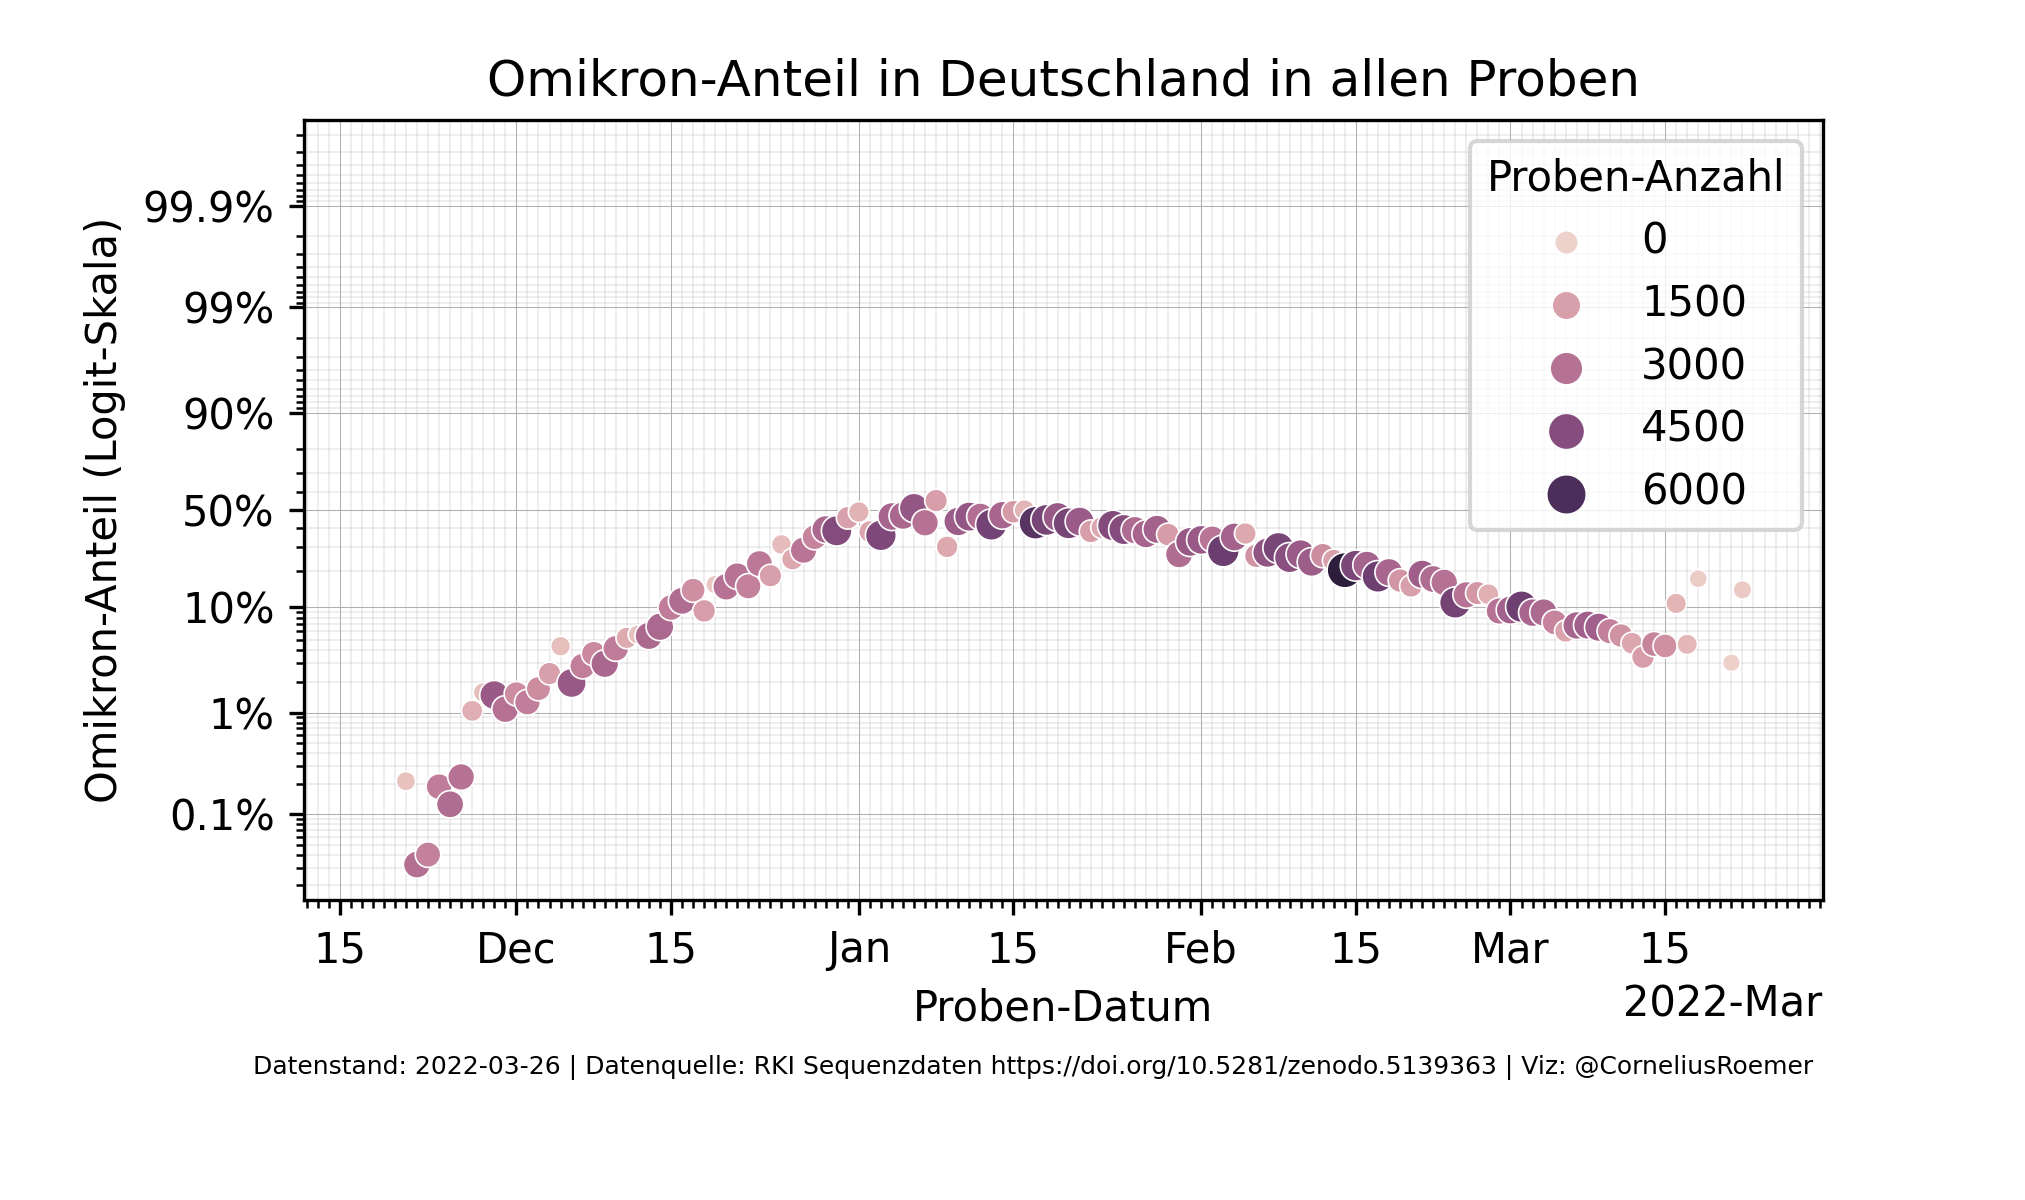 Omikron-Anteil in Deutschland in allen Proben
Omikron-Anteil (Logit-Skala)
99.9%
99%
90%
50%
10%
1%
0.1%
Proben-Anzahl
0
1500
3000
4500
6000
15 Dec 15 Jan 15 Feb 15 Mar 15
2022-Mar
Proben-Datum
Datenstand: 2022-03-26 | Datenquelle: RKI Sequenzdaten https://doi.org/10.5281/zenodo.5139363 | Viz: @CorneliusRoemer